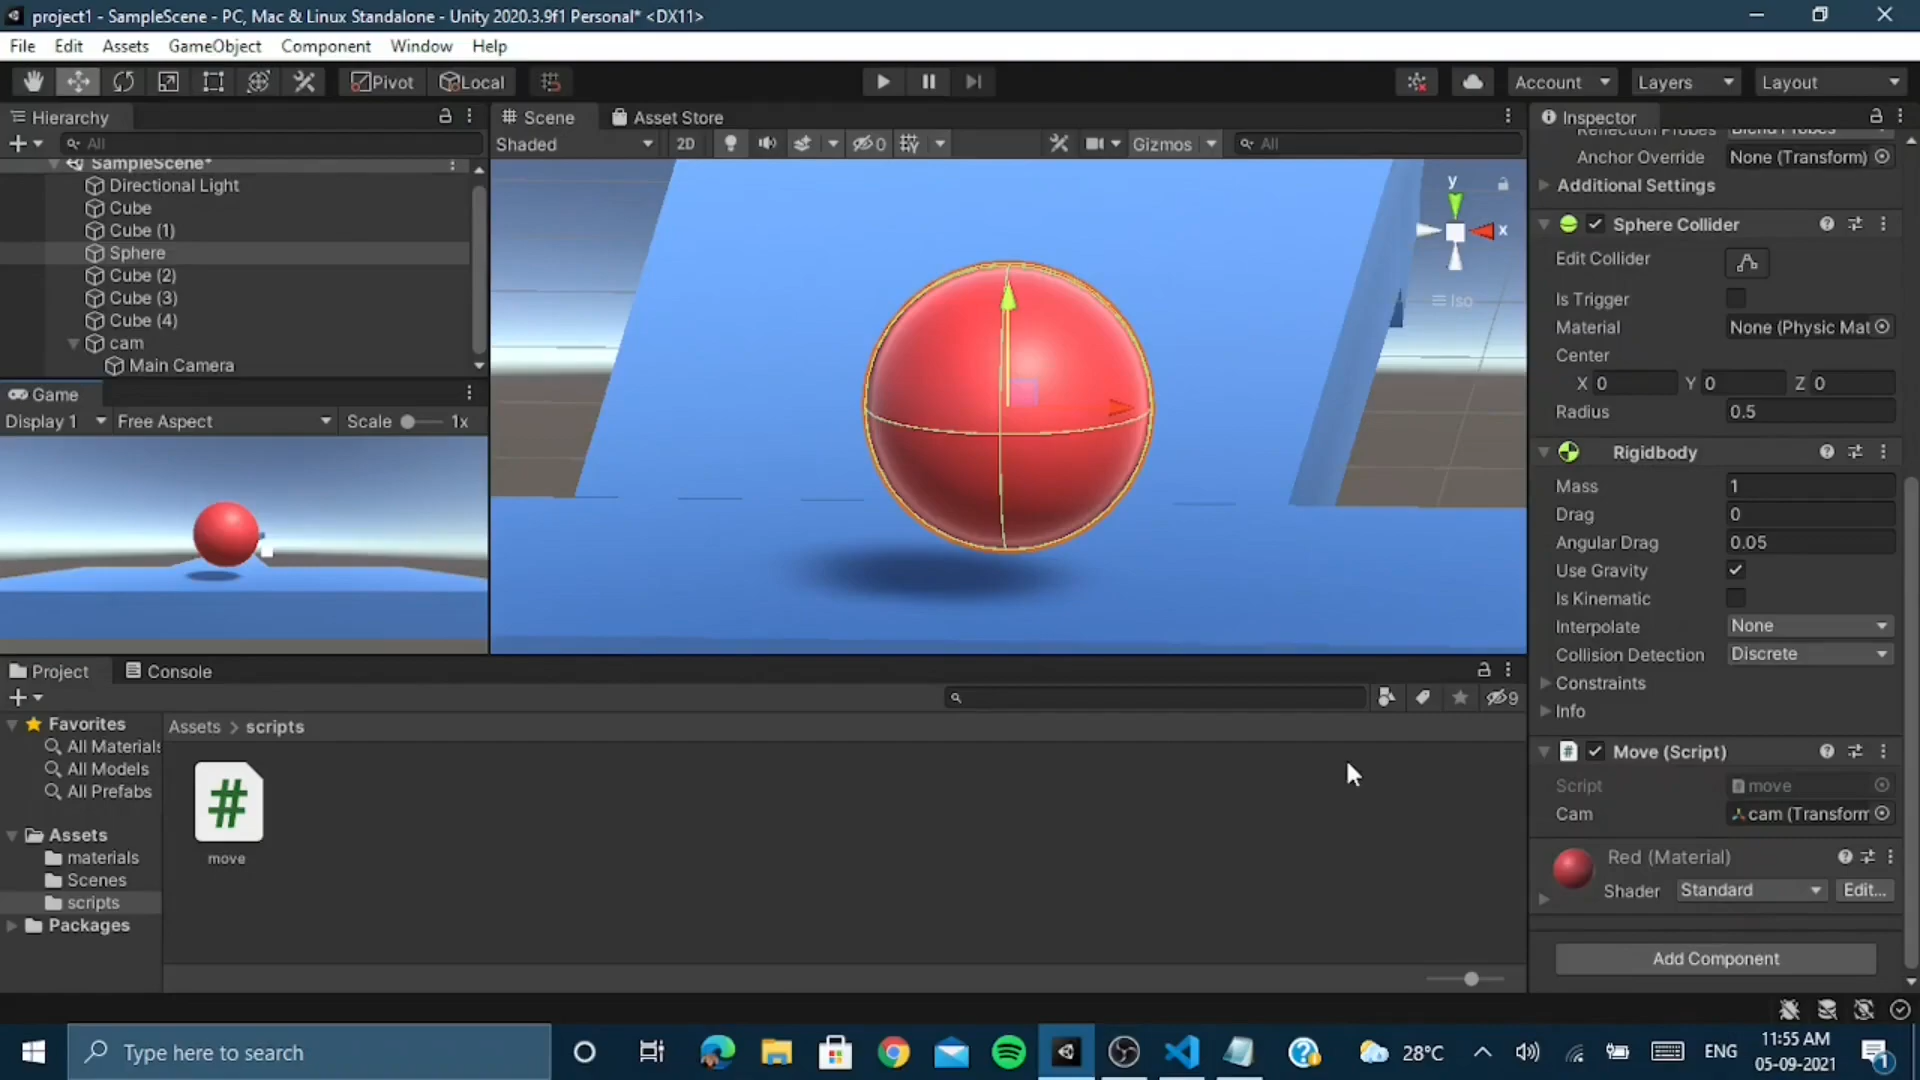 project1 - SampleScene - PC, Mac & Linux Standalone - Unity 2020.3.9f1 Personal* <DX11>
File Edit Assets GameObject Component Window Help
Pivot Local Account Layers Layout
Hierarchy
All
SampleScene*
Directional Light
Cube
Cube (1)
Sphere
Cube (2)
Cube (3)
Cube (4)
cam
Main Camera
Game
Display 1 Free Aspect Scale 1x
Scene Asset Store
Shaded 2D 0 Gizmos All
y
x
Iso
Project Console
9
Favorites
All Materials
All Models
All Prefabs
Assets
materials
Scenes
scripts
Packages
Assets > scripts
#
move
Inspector
Reflection Probes Blend Probes
Anchor Override None (Transform)
Additional Settings
Sphere Collider
Edit Collider
Is Trigger
Material None (Physic Mat
Center
X 0 Y 0 Z 0
Radius 0.5
Rigidbody
Mass 1
Drag 0
Angular Drag 0.05
Use Gravity
Is Kinematic
Interpolate None
Collision Detection Discrete
Constraints
Info
# Move (Script)
Script move
Cam cam (Transform
Red (Material)
Shader Standard Edit...
Add Component
Type here to search
28°C ENG
11:55 AM
05-09-2021
1